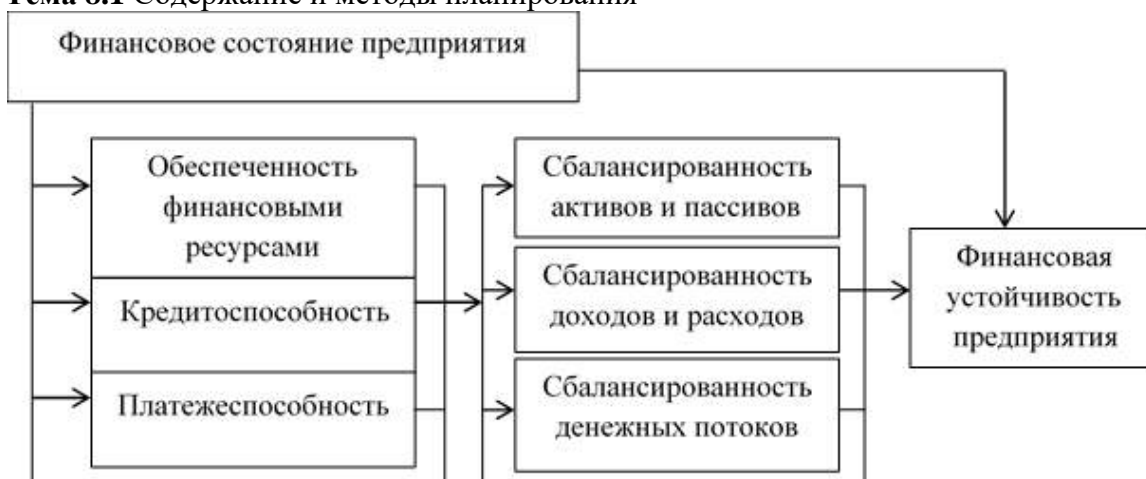 Тема 8.1 Содержание и методы планирования
Финансовое состояние предприятия
Обеспеченность
финансовыми
ресурсами
Кредитоспособность
Платежеспособность
Сбалансированность
активов и пассивов
Сбалансированность
доходов и расходов
Сбалансированность
денежных потоков
Финансовая
устойчивость
предприятия